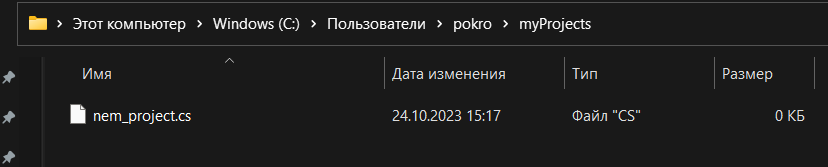 Этот компьютер > Windows (C:) > Пользователи > pokro > myProjects
Имя Дата изменения Тип Размер
nem_project.cs 24.10.2023 15:17 Файл "CS" 0 КБ